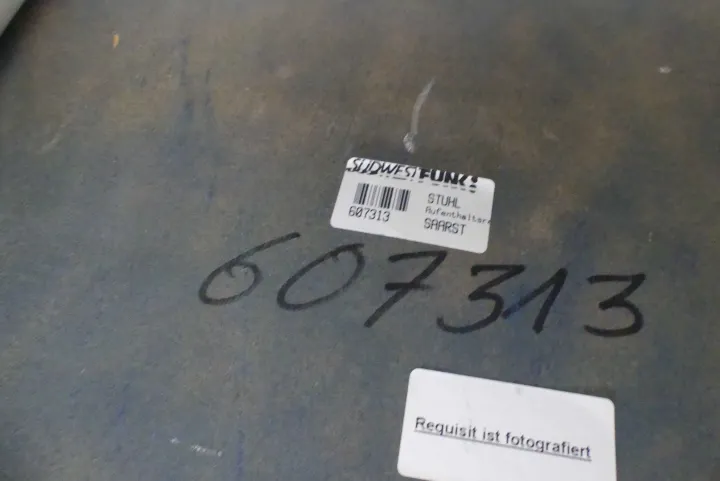 SÜDWESTFUNK
STUHL
Aufenthaltsr
607313
SAARST
607313
Requisit ist fotografiert